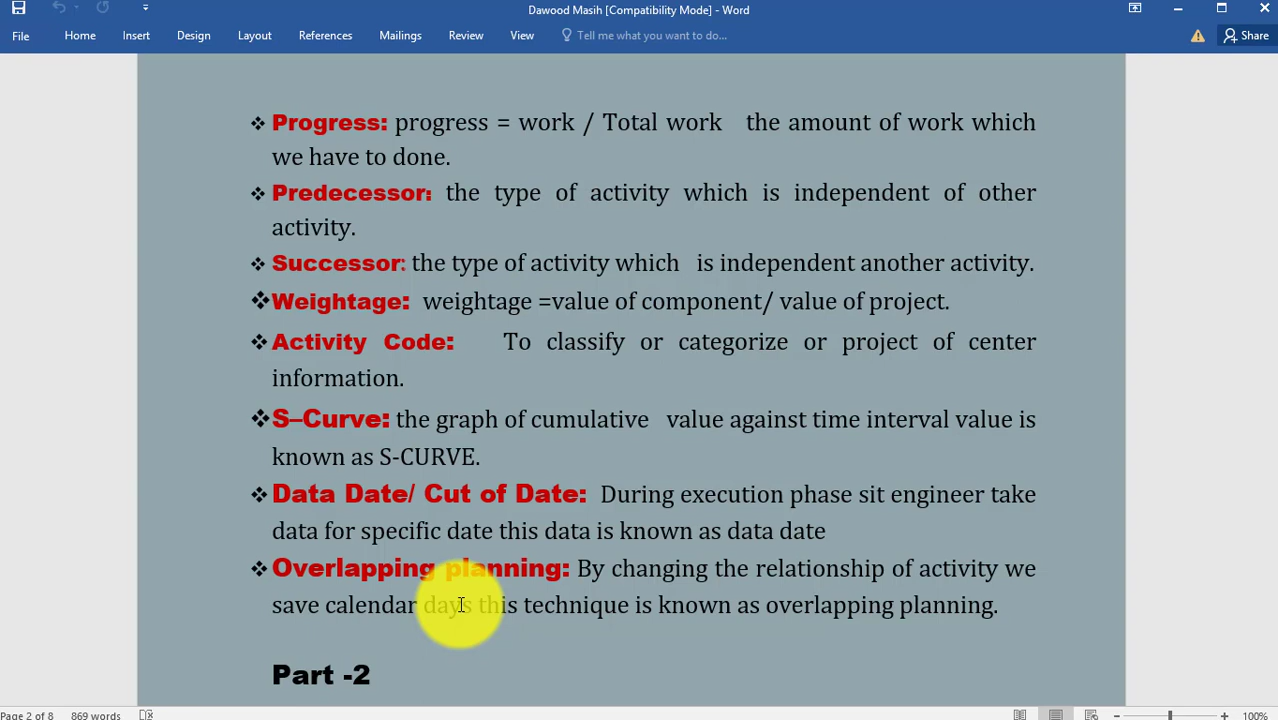 Dawood Masih [Compatibility Mode] - Word
File Home Insert Design Layout References Mailings Review View Tell me what you want to do... Share
❖ Progress: progress = work / Total work the amount of work which
we have to done.
❖ Predecessor: the type of activity which is independent of other
activity.
❖ Successor: the type of activity which is independent another activity.
❖ Weightage: weightage =value of component/ value of project.
❖ Activity Code: To classify or categorize or project of center
information.
❖ S–Curve: the graph of cumulative value against time interval value is
known as S-CURVE.
❖ Data Date/ Cut of Date: During execution phase sit engineer take
data for specific date this data is known as data date
❖ Overlapping planning: By changing the relationship of activity we
save calendar days this technique is known as overlapping planning.
Part -2
Page 2 of 8 869 words 100%